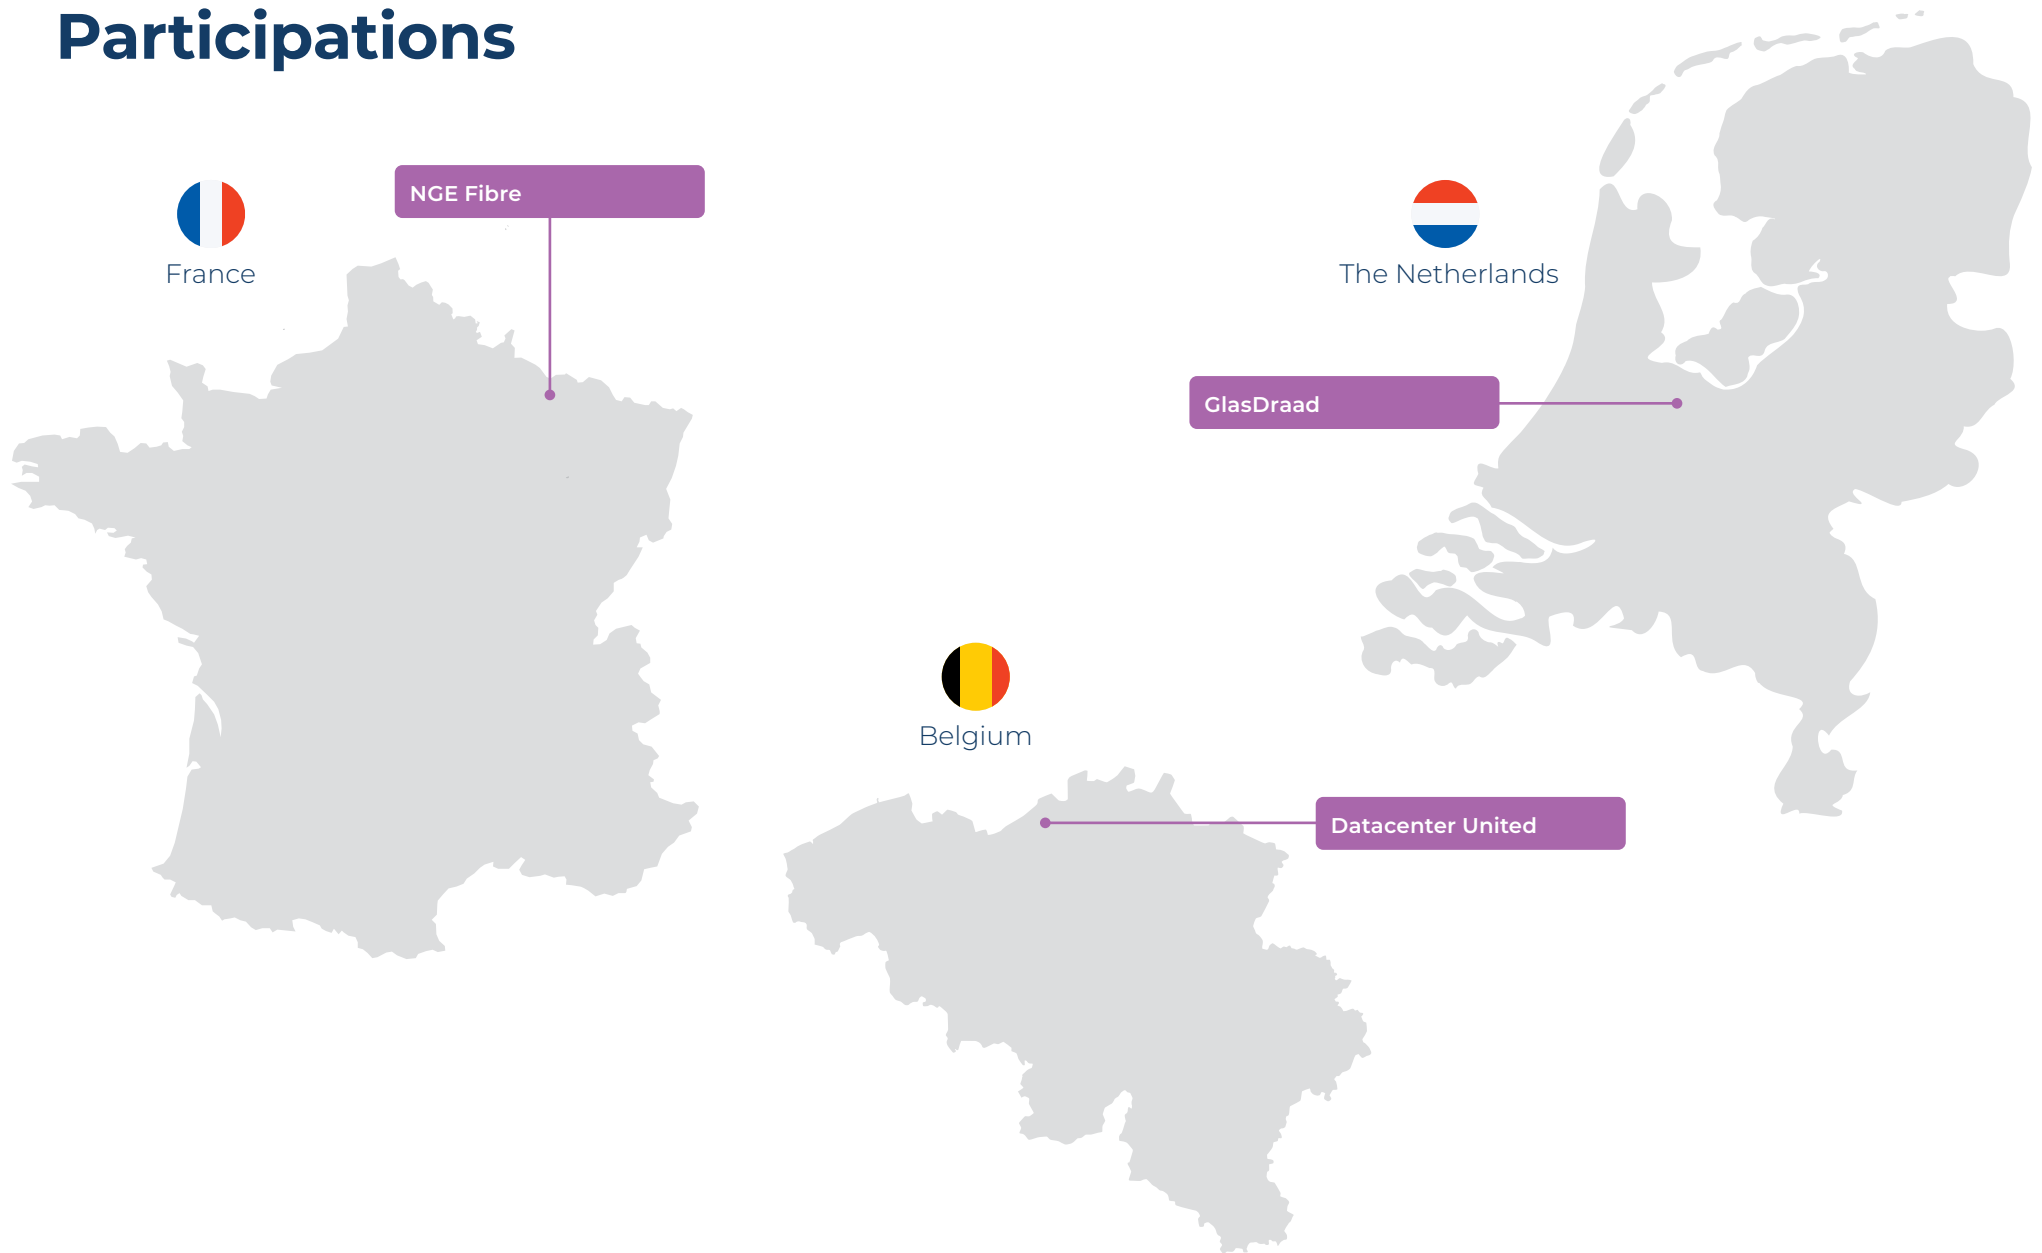 Participations
NGE Fibre
France
The Netherlands
GlasDraad
Belgium
Datacenter United